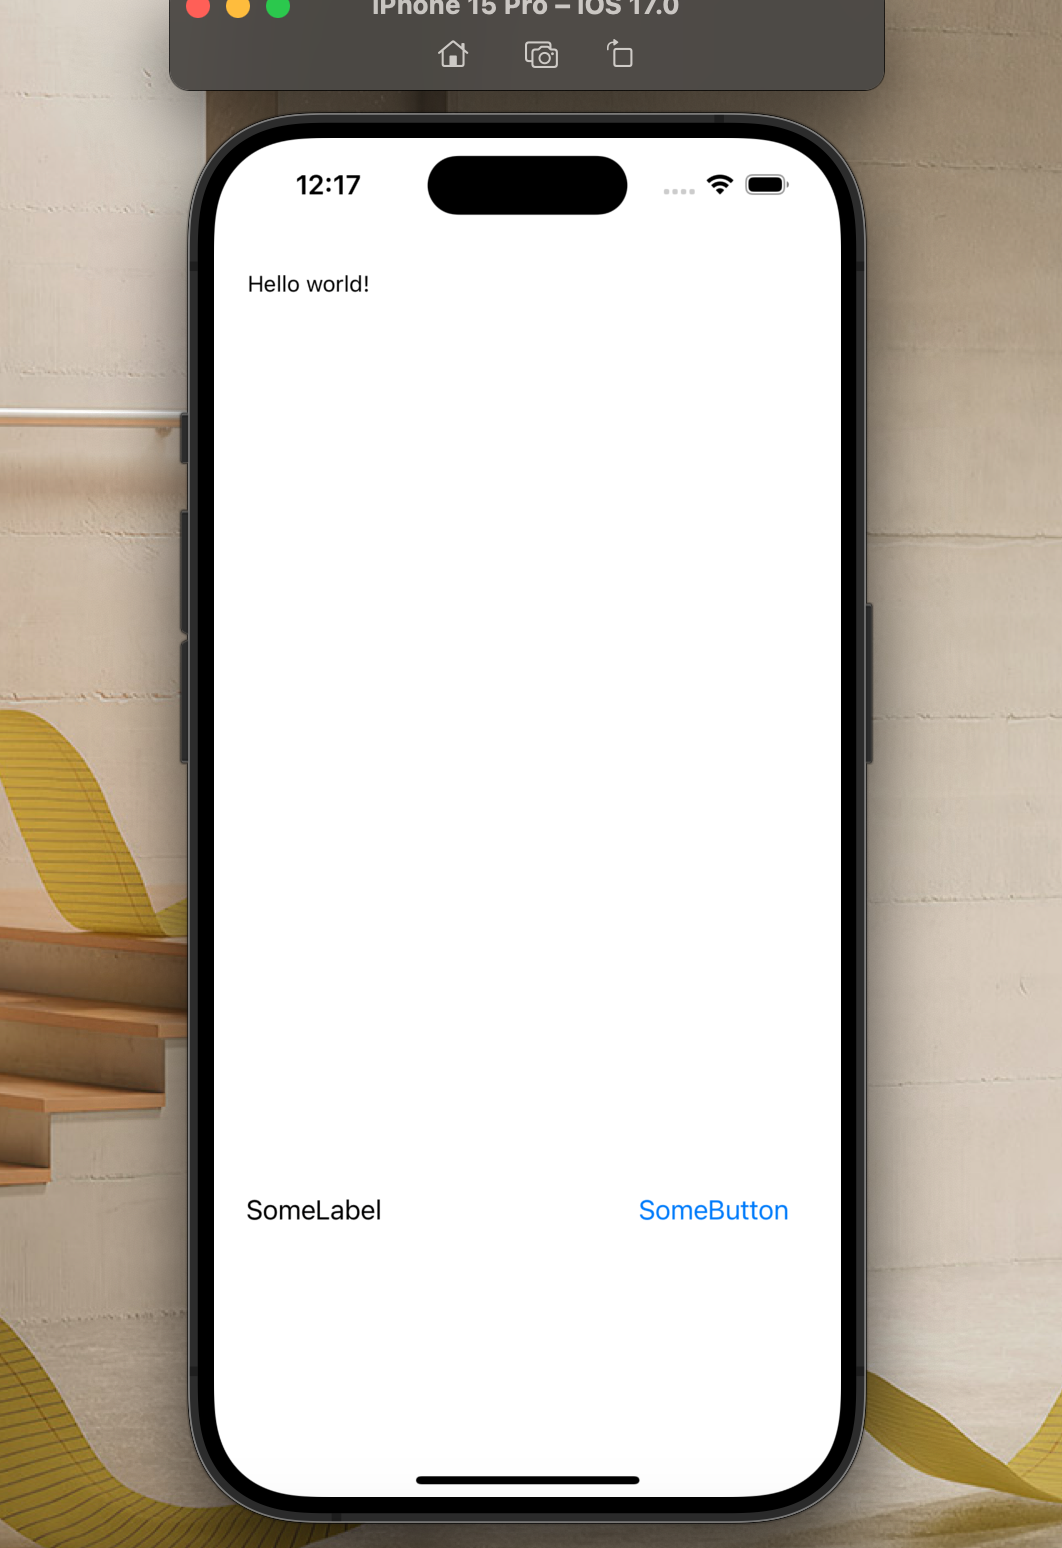 iPhone 15 Pro – iOS 17.0
12:17
Hello world!
SomeLabel SomeButton